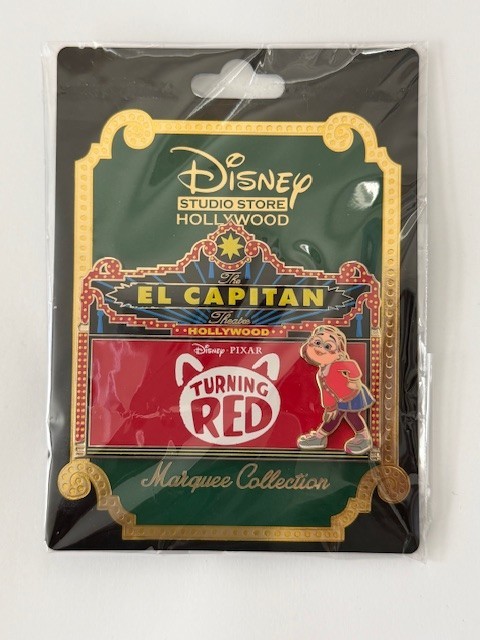 Disney
STUDIO STORE
HOLLYWOOD
The
EL CAPITAN
Theatre
HOLLYWOOD
Disney • PIXAR
TURNING
RED
Marquee Collection